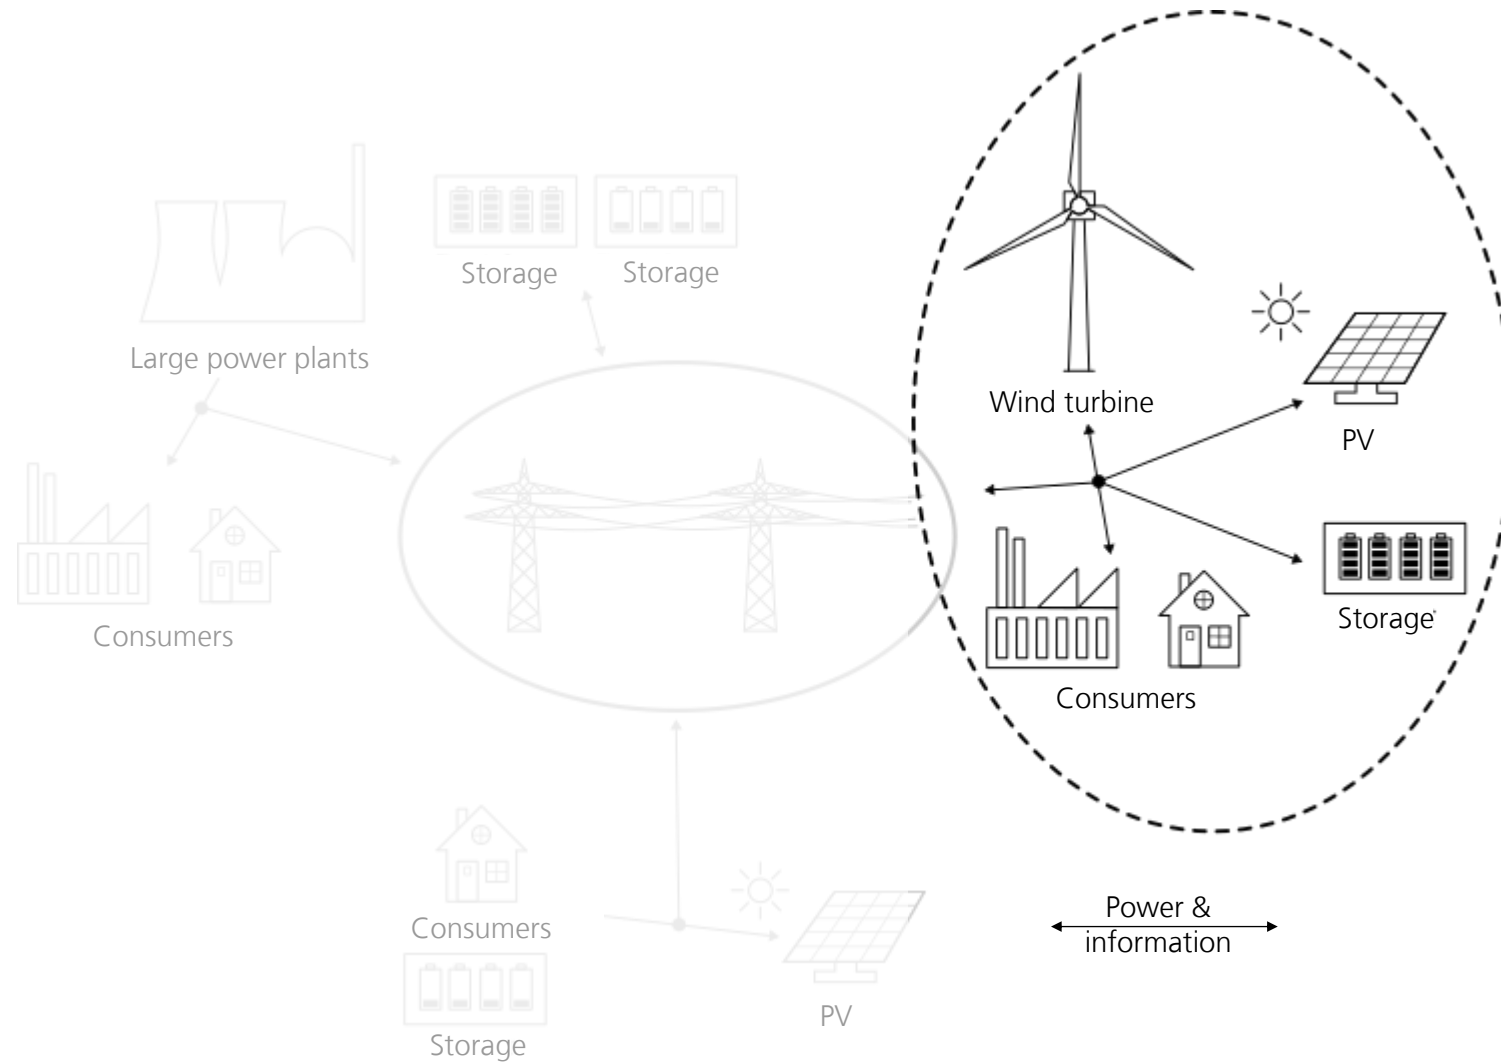 Storage
Storage
Large power plants
Wind turbine
PV
Consumers
Storage
Consumers
Consumers
Storage
PV
Power &
information